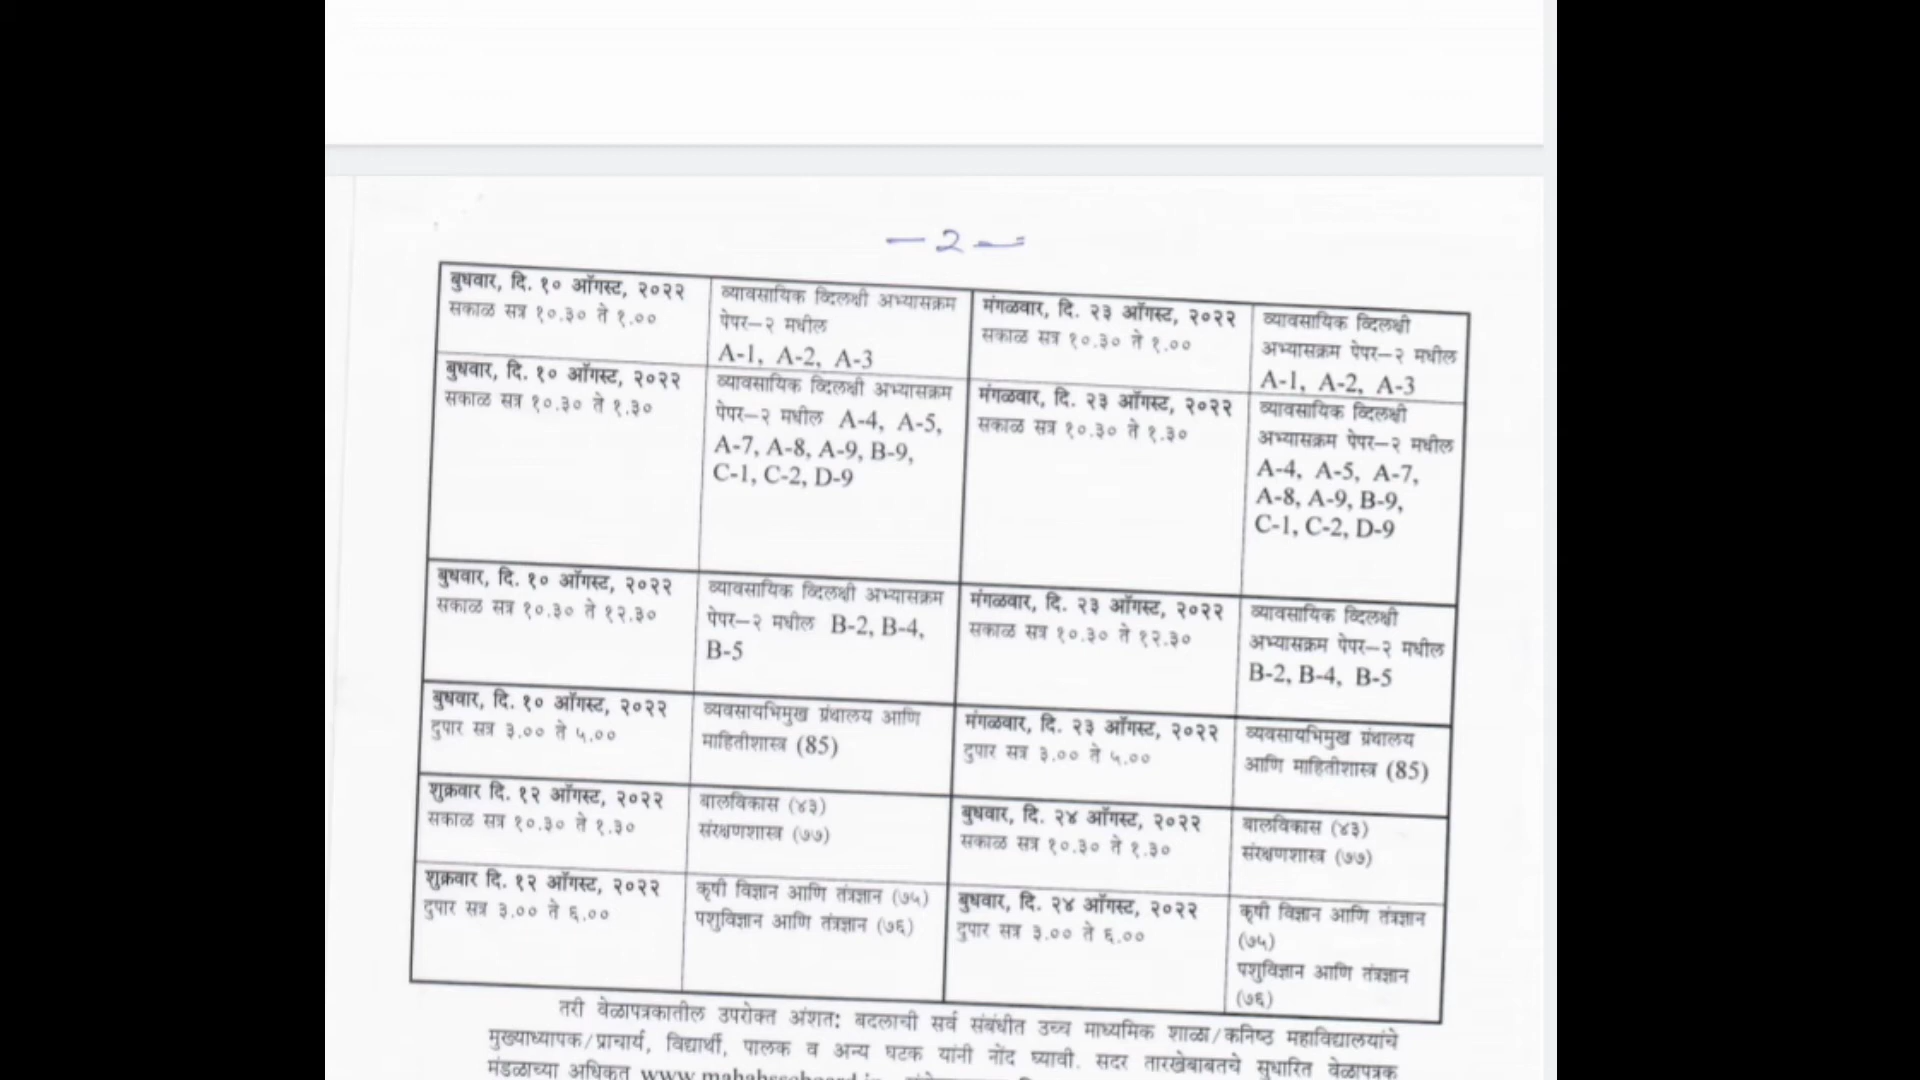 — 2 —
बुधवार, दि. १० ऑगस्ट, २०२२
सकाळ सत्र १०.३० ते १.००
व्यावसायिक व्दिलक्षी अभ्यासक्रम
पेपर—२ मधील
A-1, A-2, A-3
मंगळवार, दि. २३ ऑगस्ट, २०२२
सकाळ सत्र १०.३० ते १.००
व्यावसायिक व्दिलक्षी
अभ्यासक्रम पेपर—२ मधील
A-1, A-2, A-3
बुधवार, दि. १० ऑगस्ट, २०२२
सकाळ सत्र १०.३० ते १.३०
व्यावसायिक व्दिलक्षी अभ्यासक्रम
पेपर—२ मधील A-4, A-5,
A-7, A-8, A-9, B-9,
C-1, C-2, D-9
मंगळवार, दि. २३ ऑगस्ट, २०२२
सकाळ सत्र १०.३० ते १.३०
व्यावसायिक व्दिलक्षी
अभ्यासक्रम पेपर—२ मधील
A-4, A-5, A-7,
A-8, A-9, B-9,
C-1, C-2, D-9
बुधवार, दि. १० ऑगस्ट, २०२२
सकाळ सत्र १०.३० ते १२.३०
व्यावसायिक व्दिलक्षी अभ्यासक्रम
पेपर—२ मधील B-2, B-4,
B-5
मंगळवार, दि. २३ ऑगस्ट, २०२२
सकाळ सत्र १०.३० ते १२.३०
व्यावसायिक व्दिलक्षी
अभ्यासक्रम पेपर—२ मधील
B-2, B-4, B-5
बुधवार, दि. १० ऑगस्ट, २०२२
दुपार सत्र ३.०० ते ५.००
व्यवसायभिमुख ग्रंथालय आणि
माहितीशास्त्र (85)
मंगळवार, दि. २३ ऑगस्ट, २०२२
दुपार सत्र ३.०० ते ५.००
व्यवसायभिमुख ग्रंथालय
आणि माहितीशास्त्र (85)
शुक्रवार दि. १२ ऑगस्ट, २०२२
सकाळ सत्र १०.३० ते १.३०
बालविकास (४३)
संरक्षणशास्त्र (७७)
बुधवार, दि. २४ ऑगस्ट, २०२२
सकाळ सत्र १०.३० ते १.३०
बालविकास (४३)
संरक्षणशास्त्र (७७)
शुक्रवार दि. १२ ऑगस्ट, २०२२
दुपार सत्र ३.०० ते ६.००
कृषी विज्ञान आणि तंत्रज्ञान (७५)
पशुविज्ञान आणि तंत्रज्ञान (७६)
बुधवार, दि. २४ ऑगस्ट, २०२२
दुपार सत्र ३.०० ते ६.००
कृषी विज्ञान आणि तंत्रज्ञान
(७५)
पशुविज्ञान आणि तंत्रज्ञान
(७६)
तरी वेळापत्रकातील उपरोक्त अंशत: बदलाची सर्व संबंधीत उच्च माध्यमिक शाळा/कनिष्ठ महाविद्यालयांचे
मुख्याध्यापक/प्राचार्य, विद्यार्थी, पालक व अन्य घटक यांनी नोंद घ्यावी. सदर तारखेबाबतचे सुधारित वेळापत्रक
मंडळाच्या अधिकृत